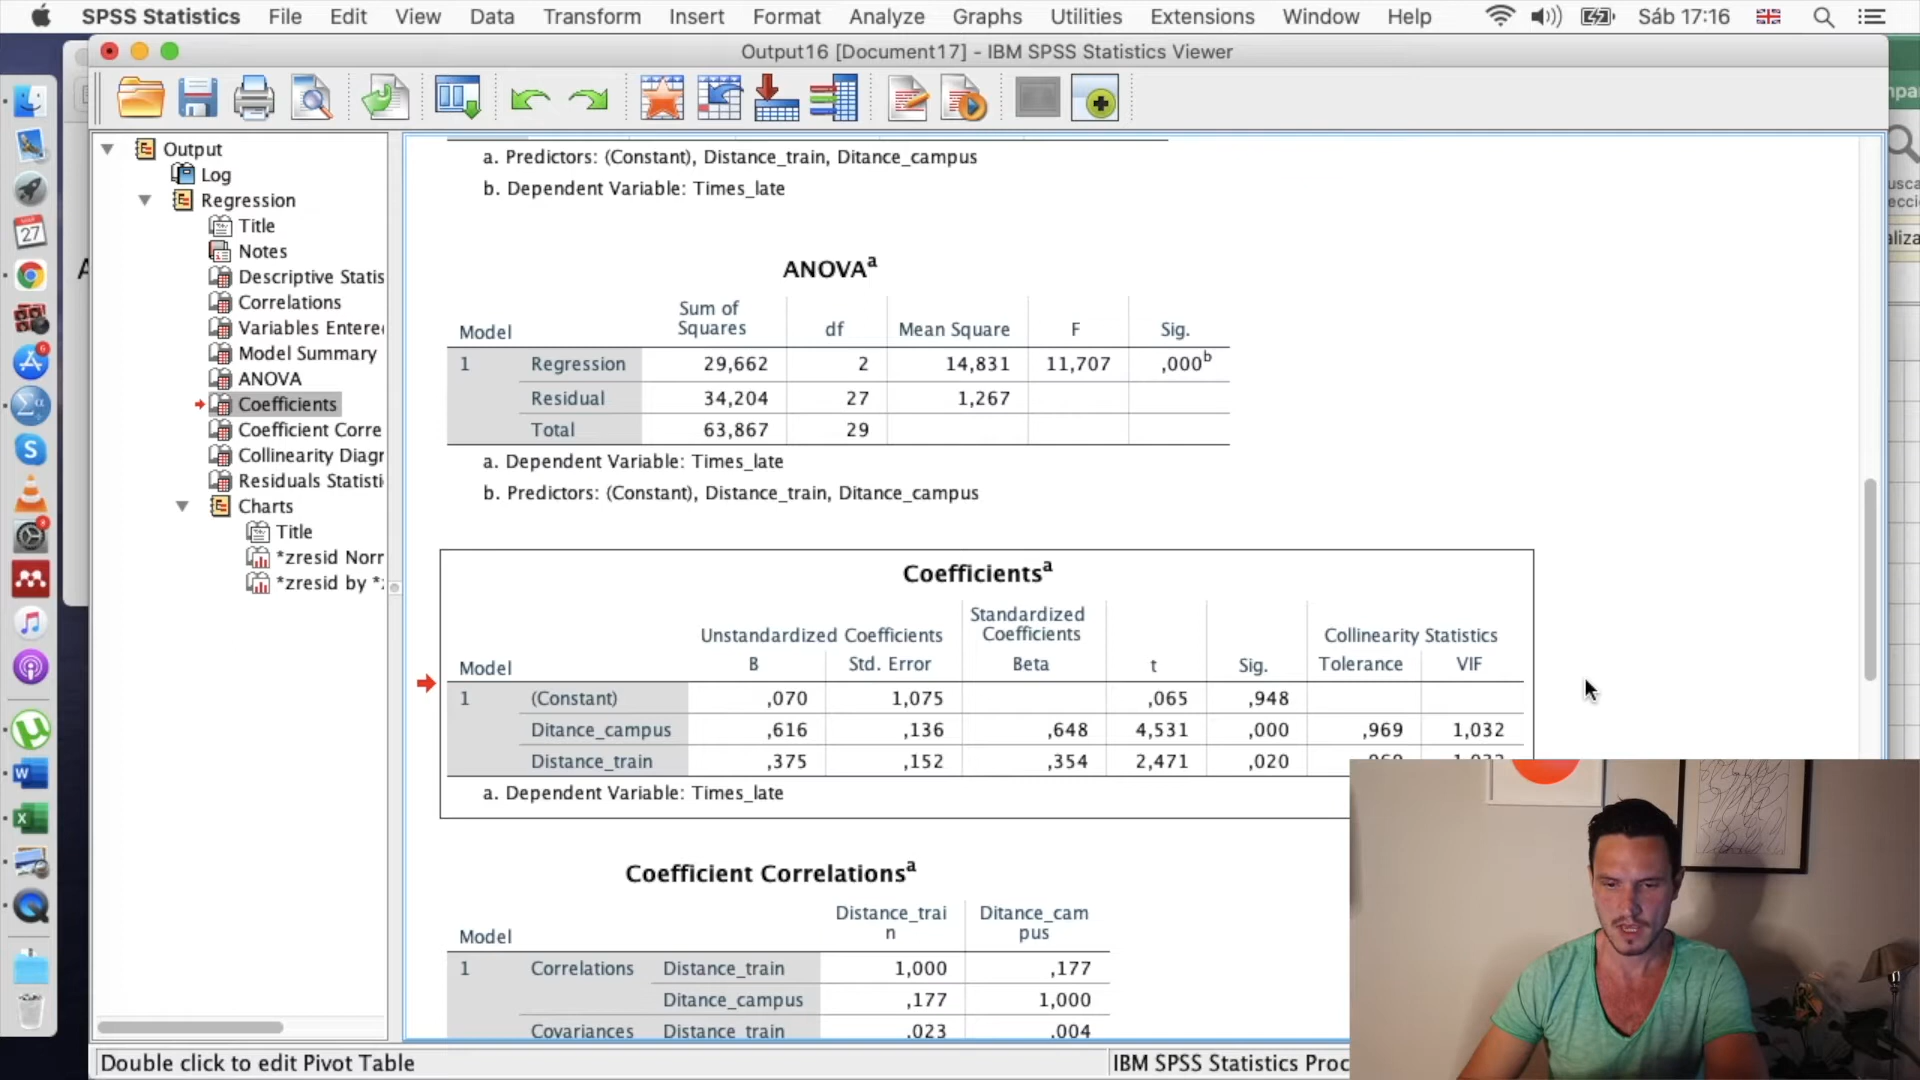 SPSS Statistics File Edit View Data Transform Insert Format Analyze Graphs Utilities Extensions Window Help Sáb 17:16
Output16 [Document17] - IBM SPSS Statistics Viewer
Output
Log
Regression
Title
Notes
Descriptive Statis
Correlations
Variables Entere
Model Summary
ANOVA
Coefficients
Coefficient Corre
Collinearity Diagr
Residuals Statisti
Charts
Title
*zresid Norr
*zresid by *
a. Predictors: (Constant), Distance_train, Ditance_campus
b. Dependent Variable: Times_late
ANOVAa
Model Sum of Squares df Mean Square F Sig.
1 Regression 29,662 2 14,831 11,707 ,000b
Residual 34,204 27 1,267
Total 63,867 29
a. Dependent Variable: Times_late
b. Predictors: (Constant), Distance_train, Ditance_campus
Coefficientsa
Unstandardized Coefficients Standardized Coefficients Collinearity Statistics
Model B Std. Error Beta t Sig. Tolerance VIF
1 (Constant) ,070 1,075 ,065 ,948
Ditance_campus ,616 ,136 ,648 4,531 ,000 ,969 1,032
Distance_train ,375 ,152 ,354 2,471 ,020
a. Dependent Variable: Times_late
Coefficient Correlationsa
Model Distance_train Ditance_campus
1 Correlations Distance_train 1,000 ,177
Ditance_campus ,177 1,000
Covariances Distance_train ,023 ,004
Double click to edit Pivot Table
IBM SPSS Statistics Proc